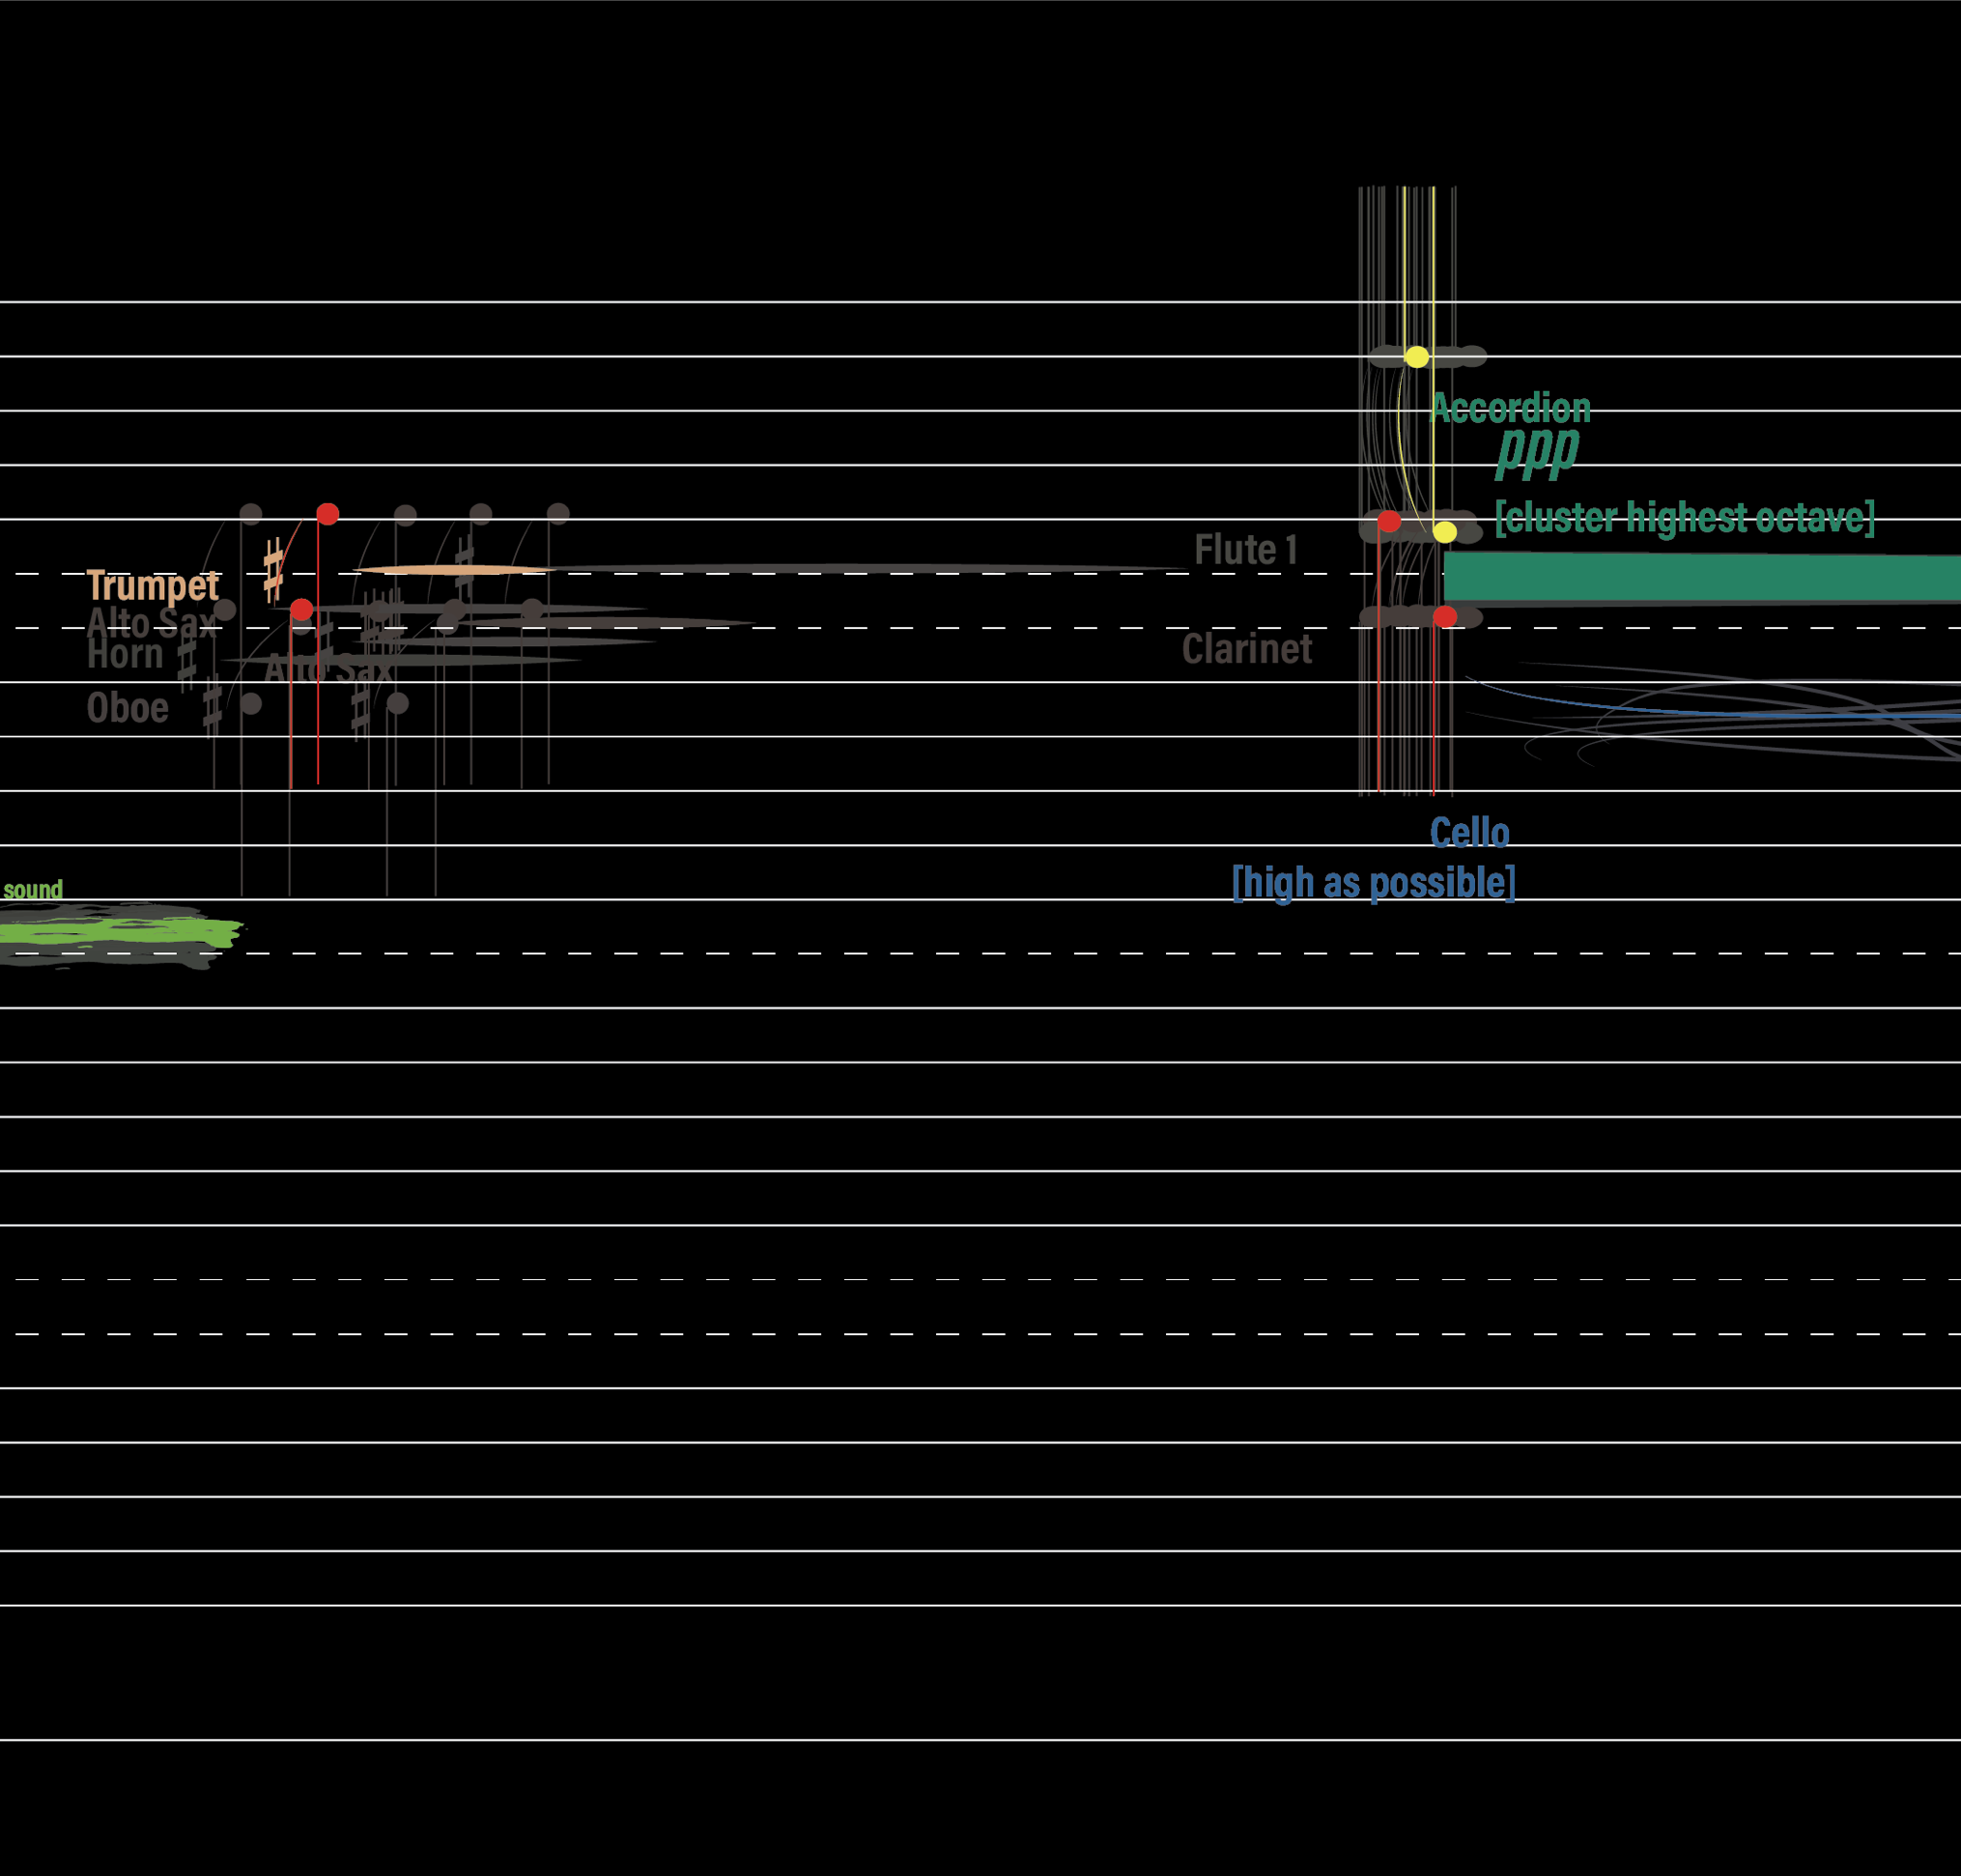 Accordion
ppp
[cluster highest octave]
Flute 1
Trumpet
Alto Sax
Horn
Alto Sax
Clarinet
Oboe
Cello
[high as possible]
sound